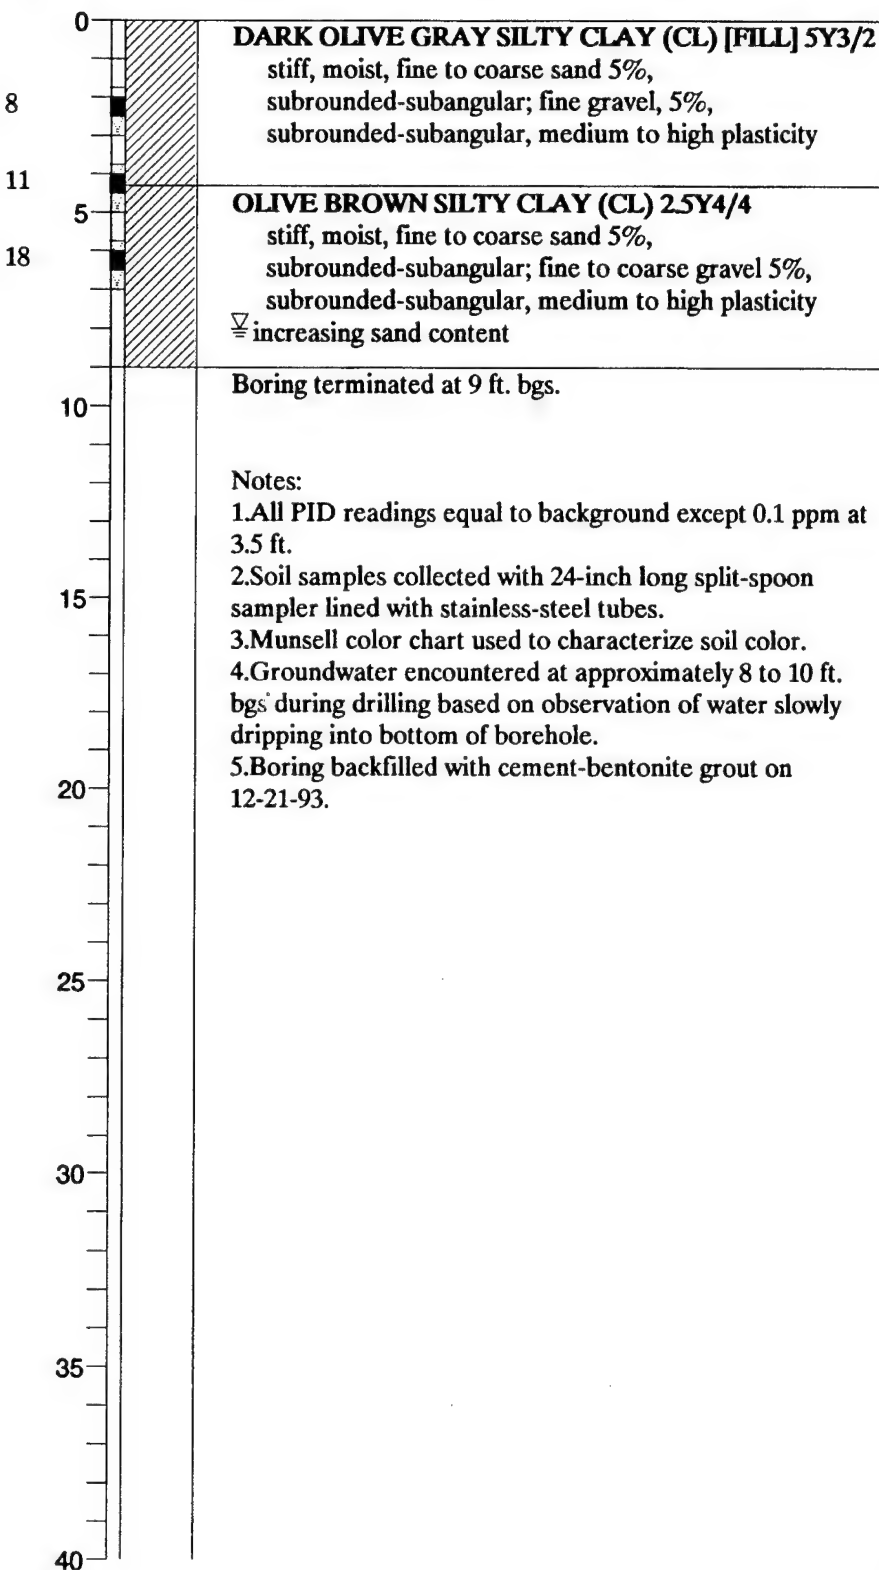 0
DARK OLIVE GRAY SILTY CLAY (CL) [FILL] 5Y3/2
stiff, moist, fine to coarse sand 5%,
8
subrounded-subangular; fine gravel, 5%,
subrounded-subangular, medium to high plasticity
11
5
OLIVE BROWN SILTY CLAY (CL) 2.5Y4/4
stiff, moist, fine to coarse sand 5%,
18
subrounded-subangular; fine to coarse gravel 5%,
subrounded-subangular, medium to high plasticity
increasing sand content
Boring terminated at 9 ft. bgs.
10
Notes:
1.All PID readings equal to background except 0.1 ppm at
3.5 ft.
2.Soil samples collected with 24-inch long split-spoon
15
sampler lined with stainless-steel tubes.
3.Munsell color chart used to characterize soil color.
4.Groundwater encountered at approximately 8 to 10 ft.
bgs during drilling based on observation of water slowly
dripping into bottom of borehole.
5.Boring backfilled with cement-bentonite grout on
20
12-21-93.
25
30
35
40